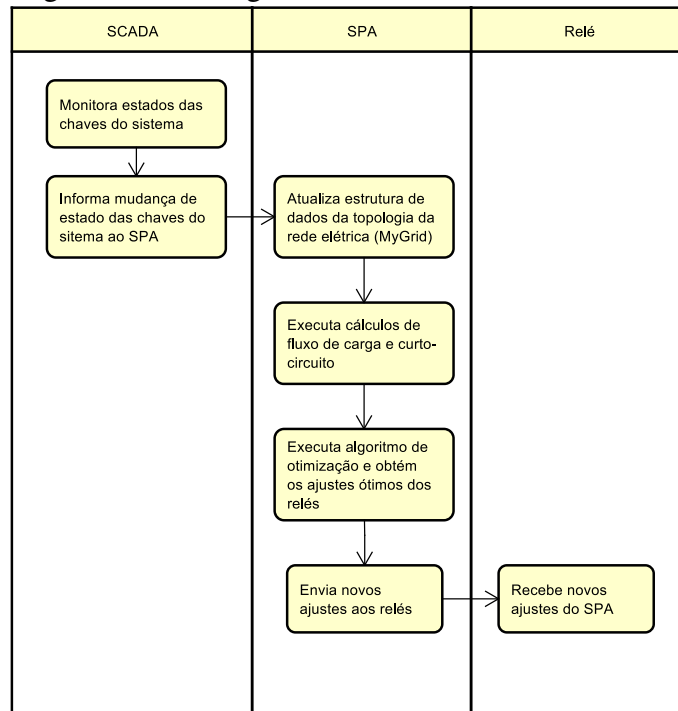 SCADA
SPA
Relé
Monitora estados das
chaves do sistema
Informa mudança de
estado das chaves do
sitema ao SPA
Atualiza estrutura de
dados da topologia da
rede elétrica (MyGrid)
Executa cálculos de
fluxo de carga e curto-
circuito
Executa algoritmo de
otimização e obtém
os ajustes ótimos dos
relés
Envia novos
ajustes aos relés
Recebe novos
ajustes do SPA